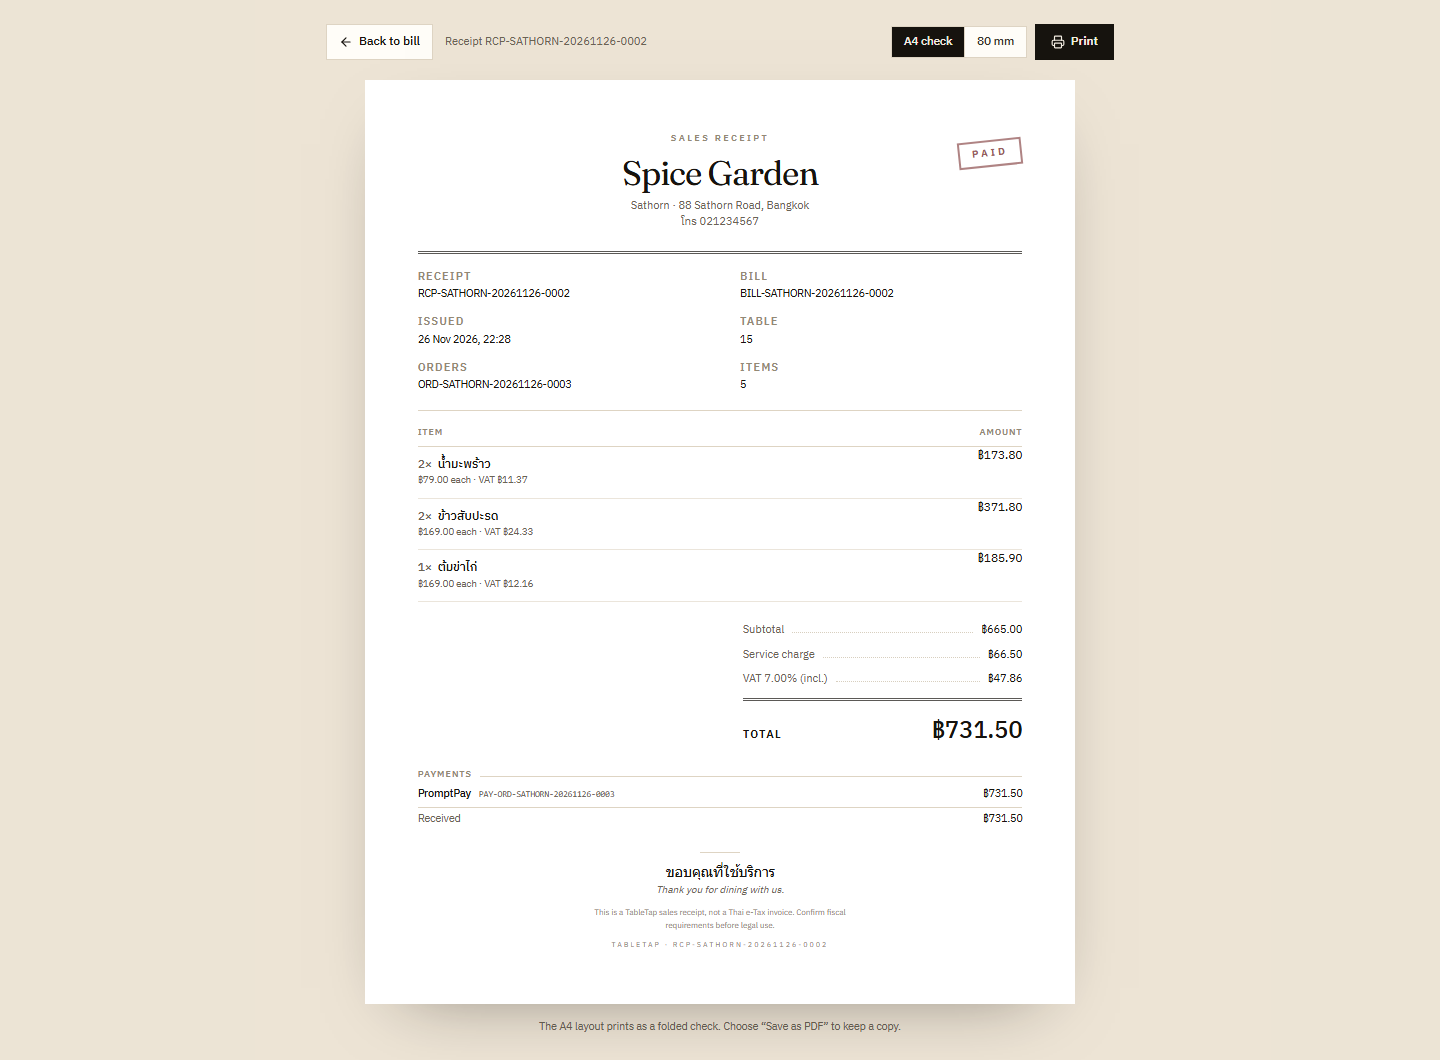 Back to bill
Receipt RCP-SATHORN-20261126-0002
A4 check
80 mm
Print
SALES RECEIPT
PAID
Spice Garden
Sathorn · 88 Sathorn Road, Bangkok
โทร 021234567
RECEIPT
BILL
RCP-SATHORN-20261126-0002
BILL-SATHORN-20261126-0002
ISSUED
TABLE
26 Nov 2026, 22:28
15
ORDERS
ITEMS
ORD-SATHORN-20261126-0003
5
ITEM
AMOUNT
2× น้ำมะพร้าว
฿173.80
฿79.00 each · VAT ฿11.37
2× ข้าวสับปะรด
฿371.80
฿169.00 each · VAT ฿24.33
1× ต้มข่าไก่
฿185.90
฿169.00 each · VAT ฿12.16
Subtotal ฿665.00
Service charge ฿66.50
VAT 7.00% (incl.) ฿47.86
TOTAL ฿731.50
PAYMENTS
PromptPay PAY-ORD-SATHORN-20261126-0003 ฿731.50
Received ฿731.50
ขอบคุณที่ใช้บริการ
Thank you for dining with us.
This is a TableTap sales receipt, not a Thai e-Tax invoice. Confirm fiscal
requirements before legal use.
TABLETAP · RCP-SATHORN-20261126-0002
The A4 layout prints as a folded check. Choose “Save as PDF” to keep a copy.